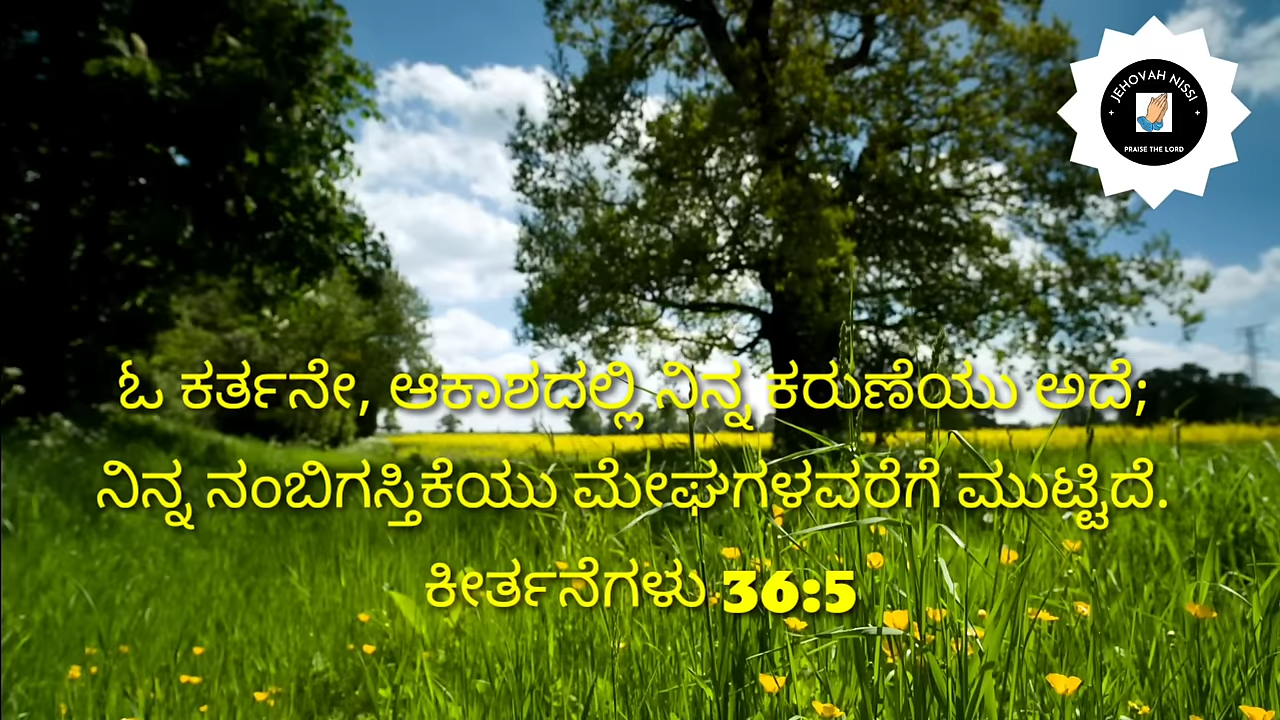 JEHOVAH NISSI
PRAISE THE LORD
ಓ ಕರ್ತನೇ, ಆಕಾಶದಲ್ಲಿ ನಿನ್ನ ಕರುಣೆಯು ಅದೆ;
ನಿನ್ನ ನಂಬಿಗಸ್ತಿಕೆಯು ಮೇಘಗಳವರೆಗೆ ಮುಟ್ಟಿದೆ.
ಕೀರ್ತನೆಗಳು 36:5